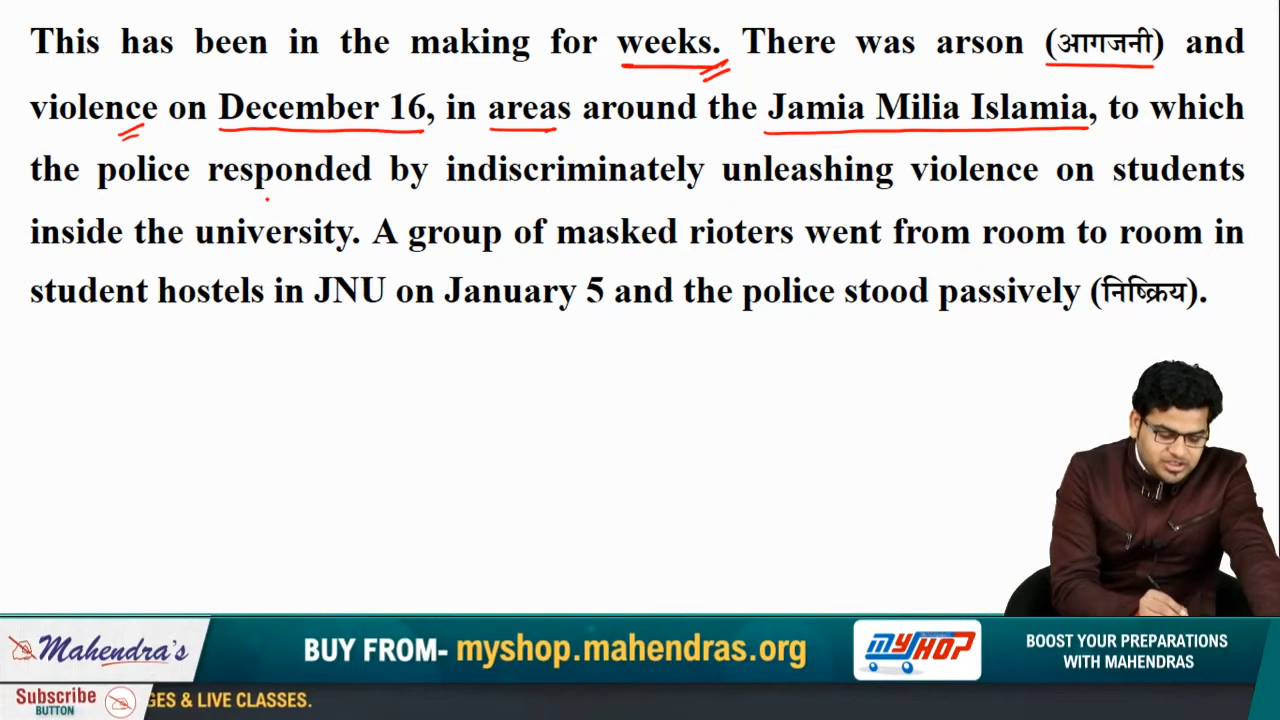 This has been in the making for weeks. There was arson (आगजनी) and
violence on December 16, in areas around the Jamia Milia Islamia, to which
the police responded by indiscriminately unleashing violence on students
inside the university. A group of masked rioters went from room to room in
student hostels in JNU on January 5 and the police stood passively (निष्क्रिय).
Mahendra's
BUY FROM- myshop.mahendras.org
MYSHOP
BOOST YOUR PREPARATIONS
WITH MAHENDRAS
Subscribe
BUTTON
GES & LIVE CLASSES.